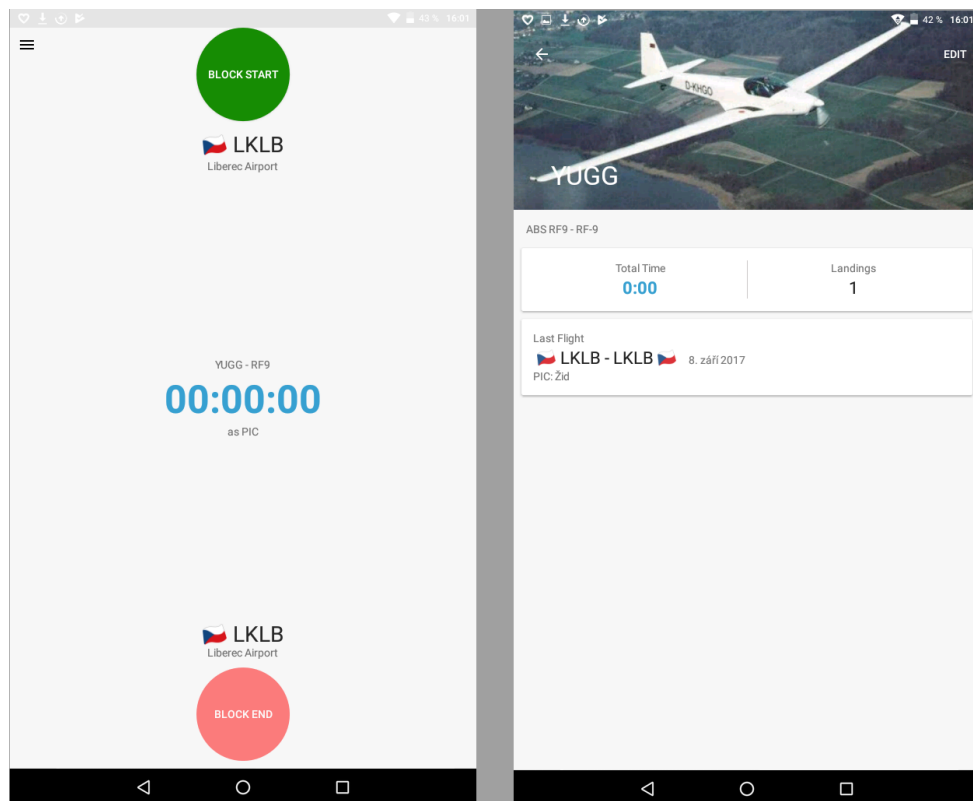 43 % 16:01
BLOCK START
LKLB
Liberec Airport
YUGG - RF9
00:00:00
as PIC
LKLB
Liberec Airport
BLOCK END
42 % 16:01
EDIT
D-KHGO
YUGG
ABS RF9 - RF-9
Total Time
0:00
Landings
1
Last Flight
LKLB - LKLB 8. září 2017
PIC: Žid